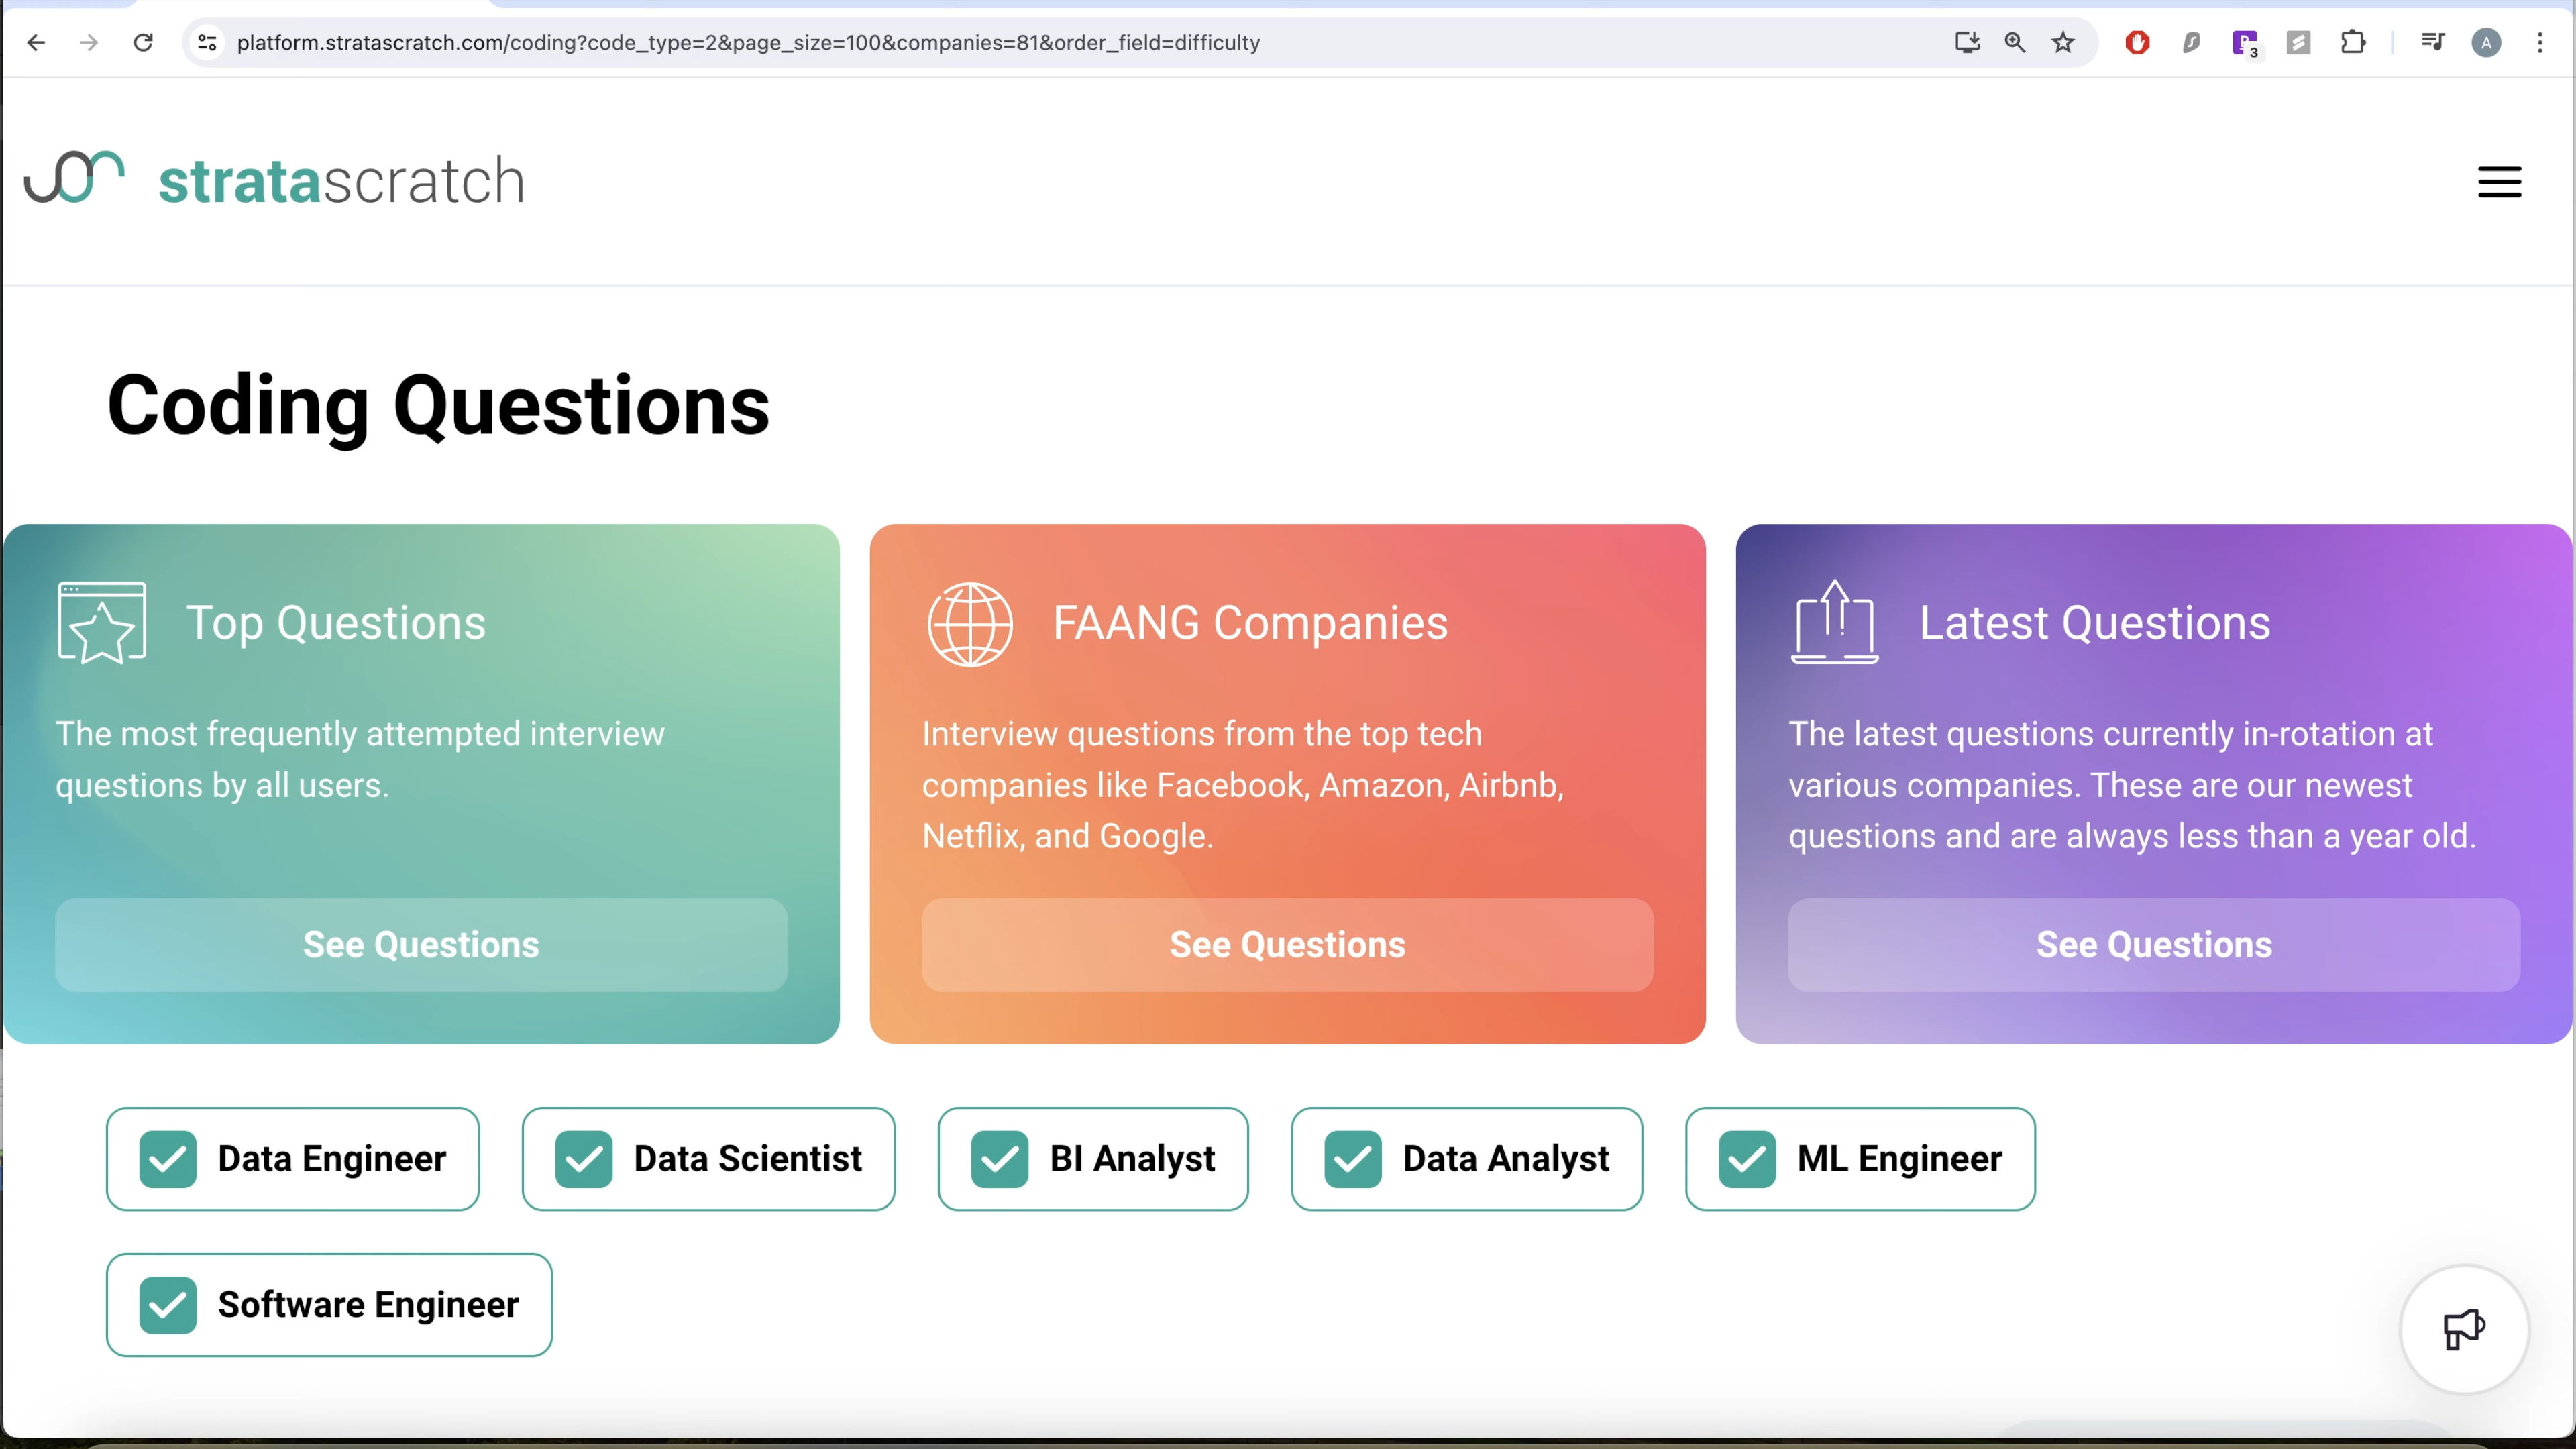 platform.stratascratch.com/coding?code_type=2&page_size=100&companies=81&order_field=difficulty
3
A
stratascratch
Coding Questions
Top Questions
The most frequently attempted interview
questions by all users.
See Questions
FAANG Companies
Interview questions from the top tech
companies like Facebook, Amazon, Airbnb,
Netflix, and Google.
See Questions
Latest Questions
The latest questions currently in-rotation at
various companies. These are our newest
questions and are always less than a year old.
See Questions
Data Engineer
Data Scientist
BI Analyst
Data Analyst
ML Engineer
Software Engineer